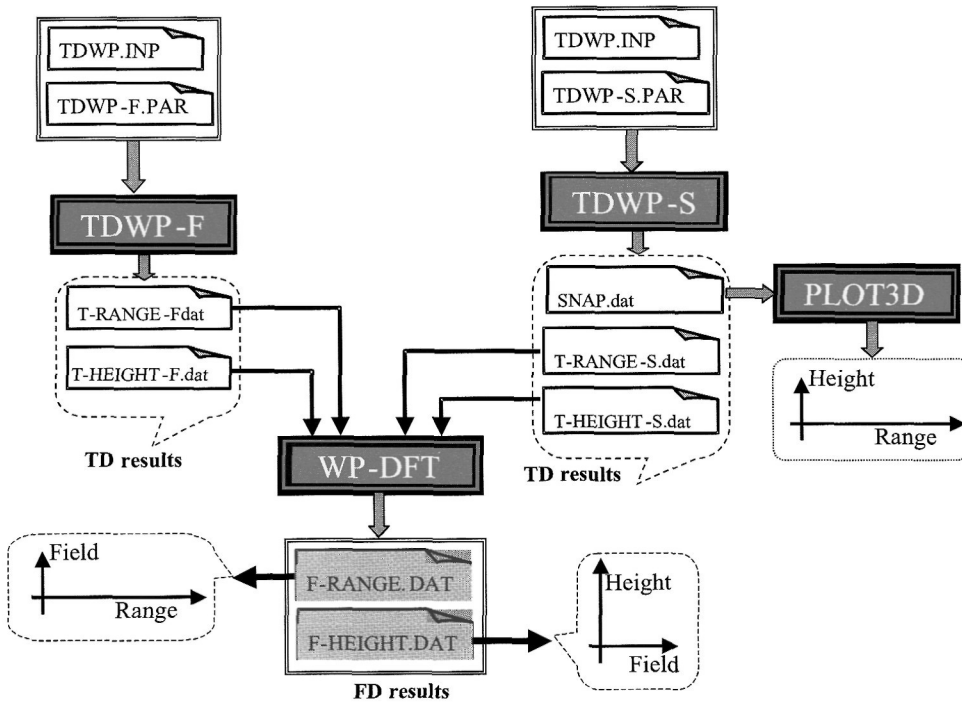 TDWP.INP
TDWP-F.PAR
TDWP.INP
TDWP-S.PAR
TDWP-F
TDWP-S
T-RANGE-Fdat
T-HEIGHT-F.dat
TD results
SNAP.dat
T-RANGE-S.dat
T-HEIGHT-S.dat
TD results
PLOT3D
Height
Range
WP-DFT
Field
Range
F-RANGE.DAT
F-HEIGHT.DAT
FD results
Height
Field